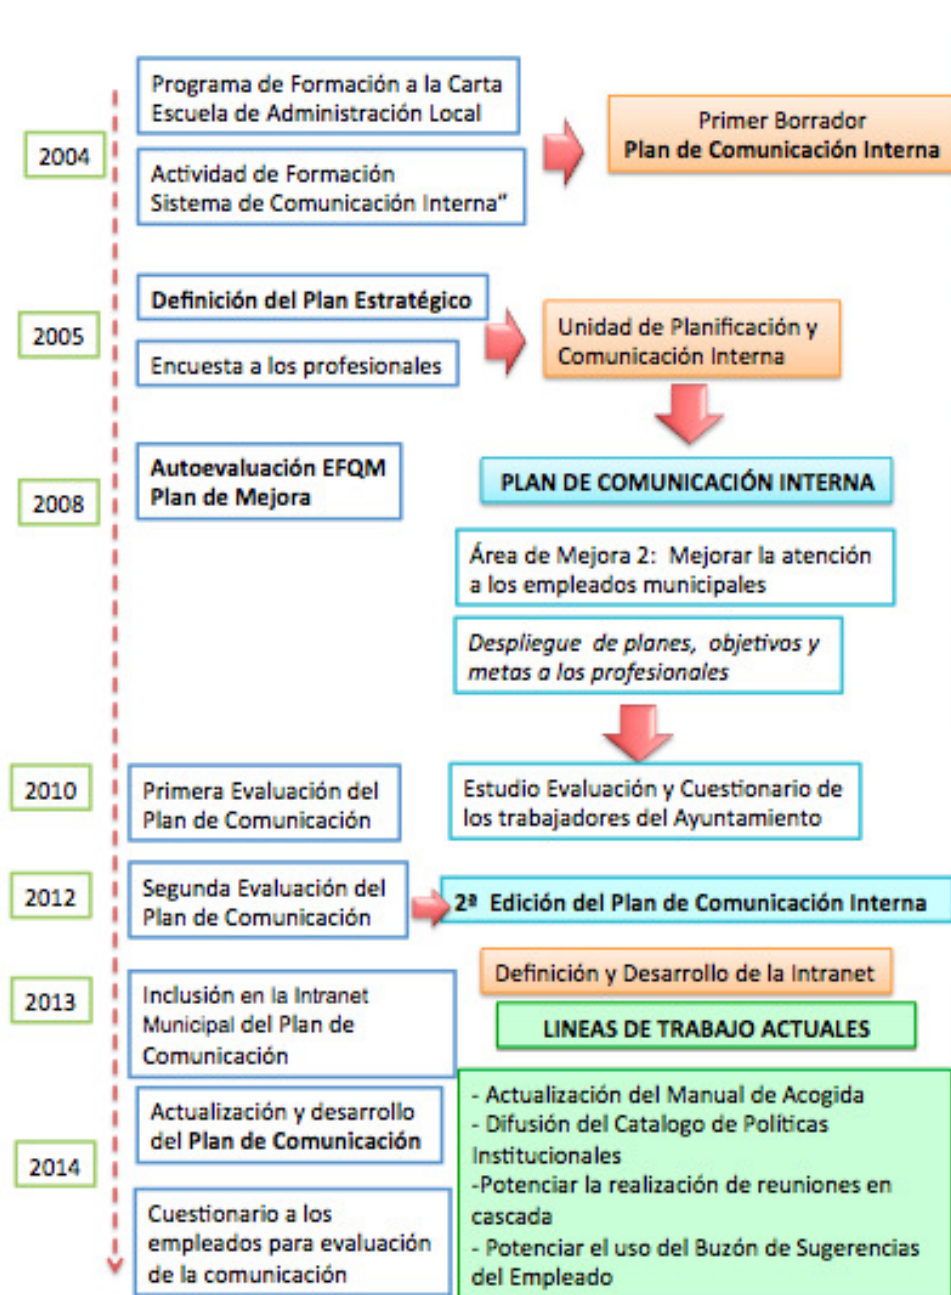 2004
Programa de Formación a la Carta
Escuela de Administración Local
Actividad de Formación
Sistema de Comunicación Interna”
Primer Borrador
Plan de Comunicación Interna
2005
Definición del Plan Estratégico
Encuesta a los profesionales
Unidad de Planificación y
Comunicación Interna
2008
Autoevaluación EFQM
Plan de Mejora
PLAN DE COMUNICACIÓN INTERNA
Área de Mejora 2: Mejorar la atención
a los empleados municipales
Despliegue de planes, objetivos y
metas a los profesionales
2010
Primera Evaluación del
Plan de Comunicación
Estudio Evaluación y Cuestionario de
los trabajadores del Ayuntamiento
2012
Segunda Evaluación del
Plan de Comunicación
2ª Edición del Plan de Comunicación Interna
2013
Inclusión en la Intranet
Municipal del Plan de
Comunicación
Definición y Desarrollo de la Intranet
LINEAS DE TRABAJO ACTUALES
2014
Actualización y desarrollo
del Plan de Comunicación
Cuestionario a los
empleados para evaluación
de la comunicación
- Actualización del Manual de Acogida
- Difusión del Catalogo de Políticas
Institucionales
-Potenciar la realización de reuniones en
cascada
- Potenciar el uso del Buzón de Sugerencias
del Empleado